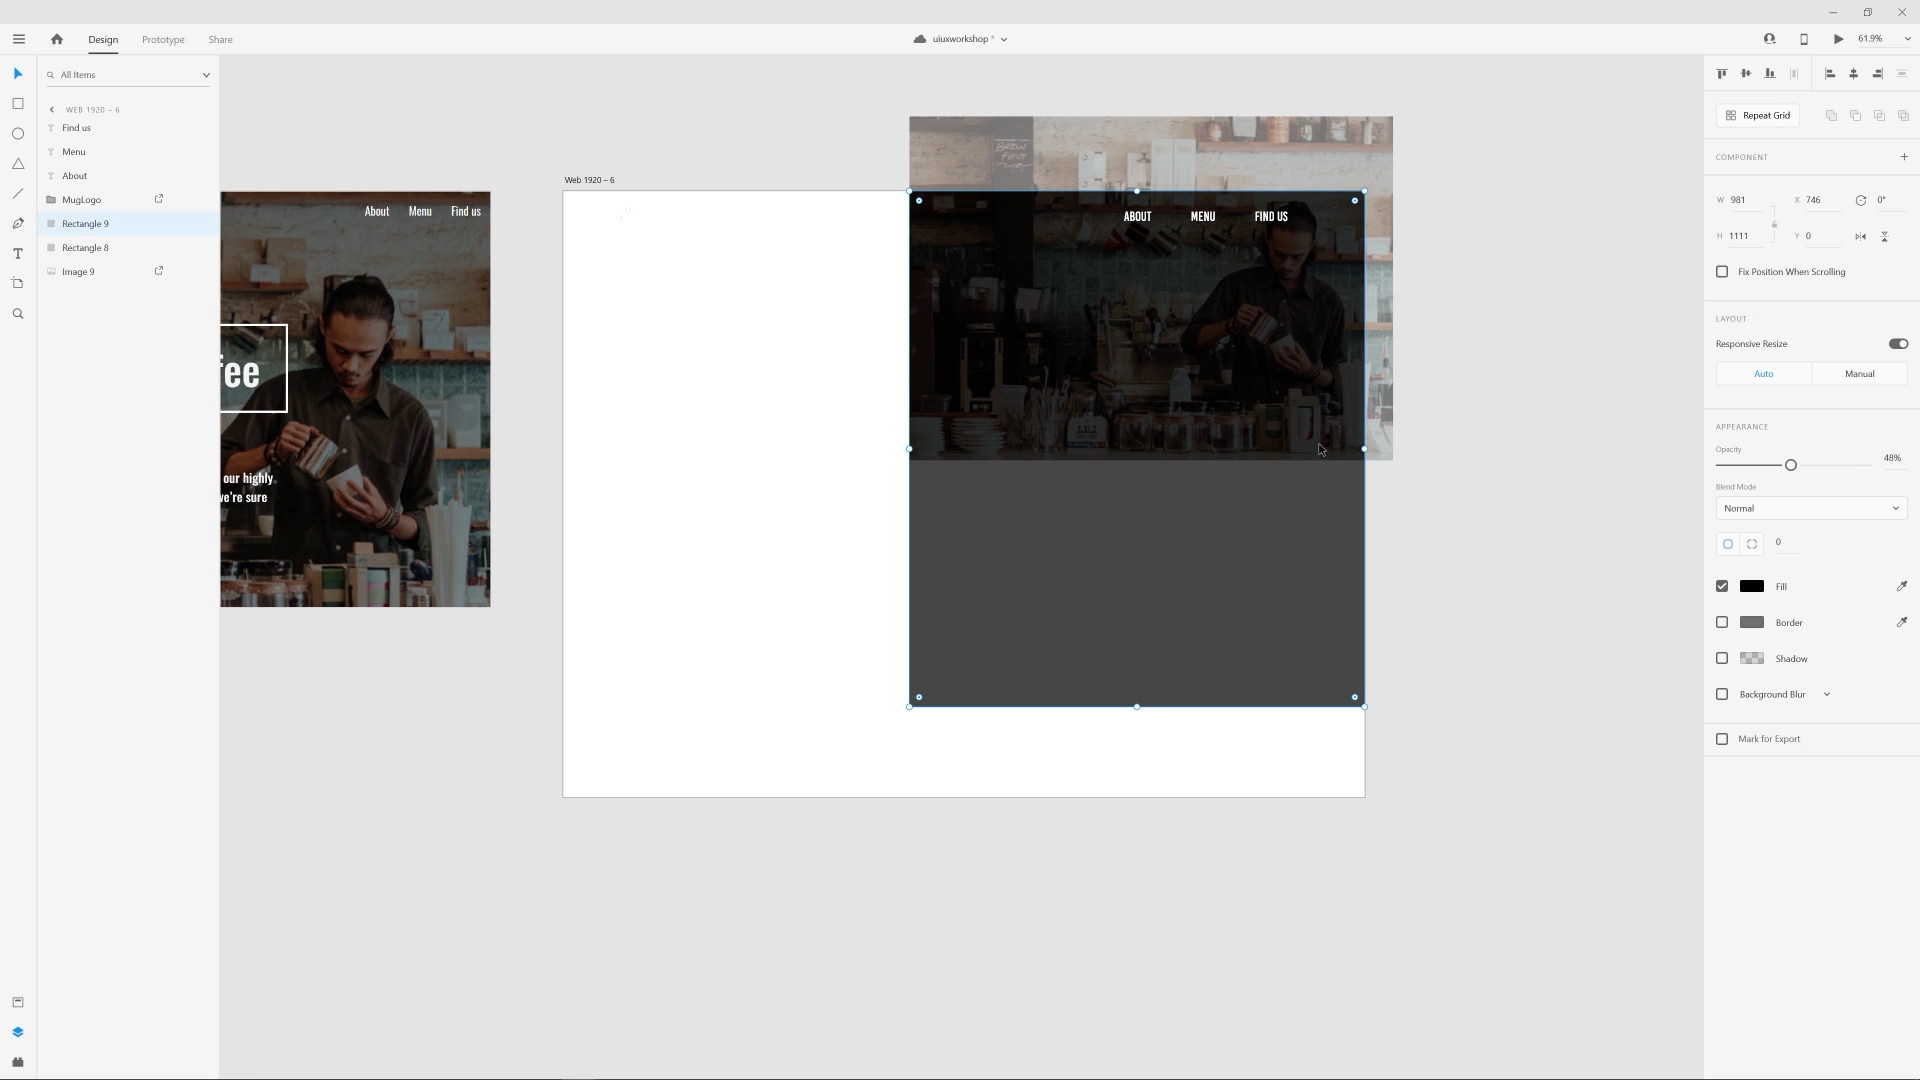 Design
Prototype
Share
uiuxworkshop *
61.9%
All Items
WEB 1920 – 6
Find us
Menu
About
MugLogo
Rectangle 9
Rectangle 8
Image 9
About
Menu
Find us
fee
our highly
we're sure
Web 1920 – 6
BREW
ABOUT
MENU
FIND US
Repeat Grid
COMPONENT
W 981
X 746
0°
H 1111
Y 0
Fix Position When Scrolling
LAYOUT
Responsive Resize
Auto
Manual
APPEARANCE
Opacity
48%
Blend Mode
Normal
0
Fill
Border
Shadow
Background Blur
Mark for Export